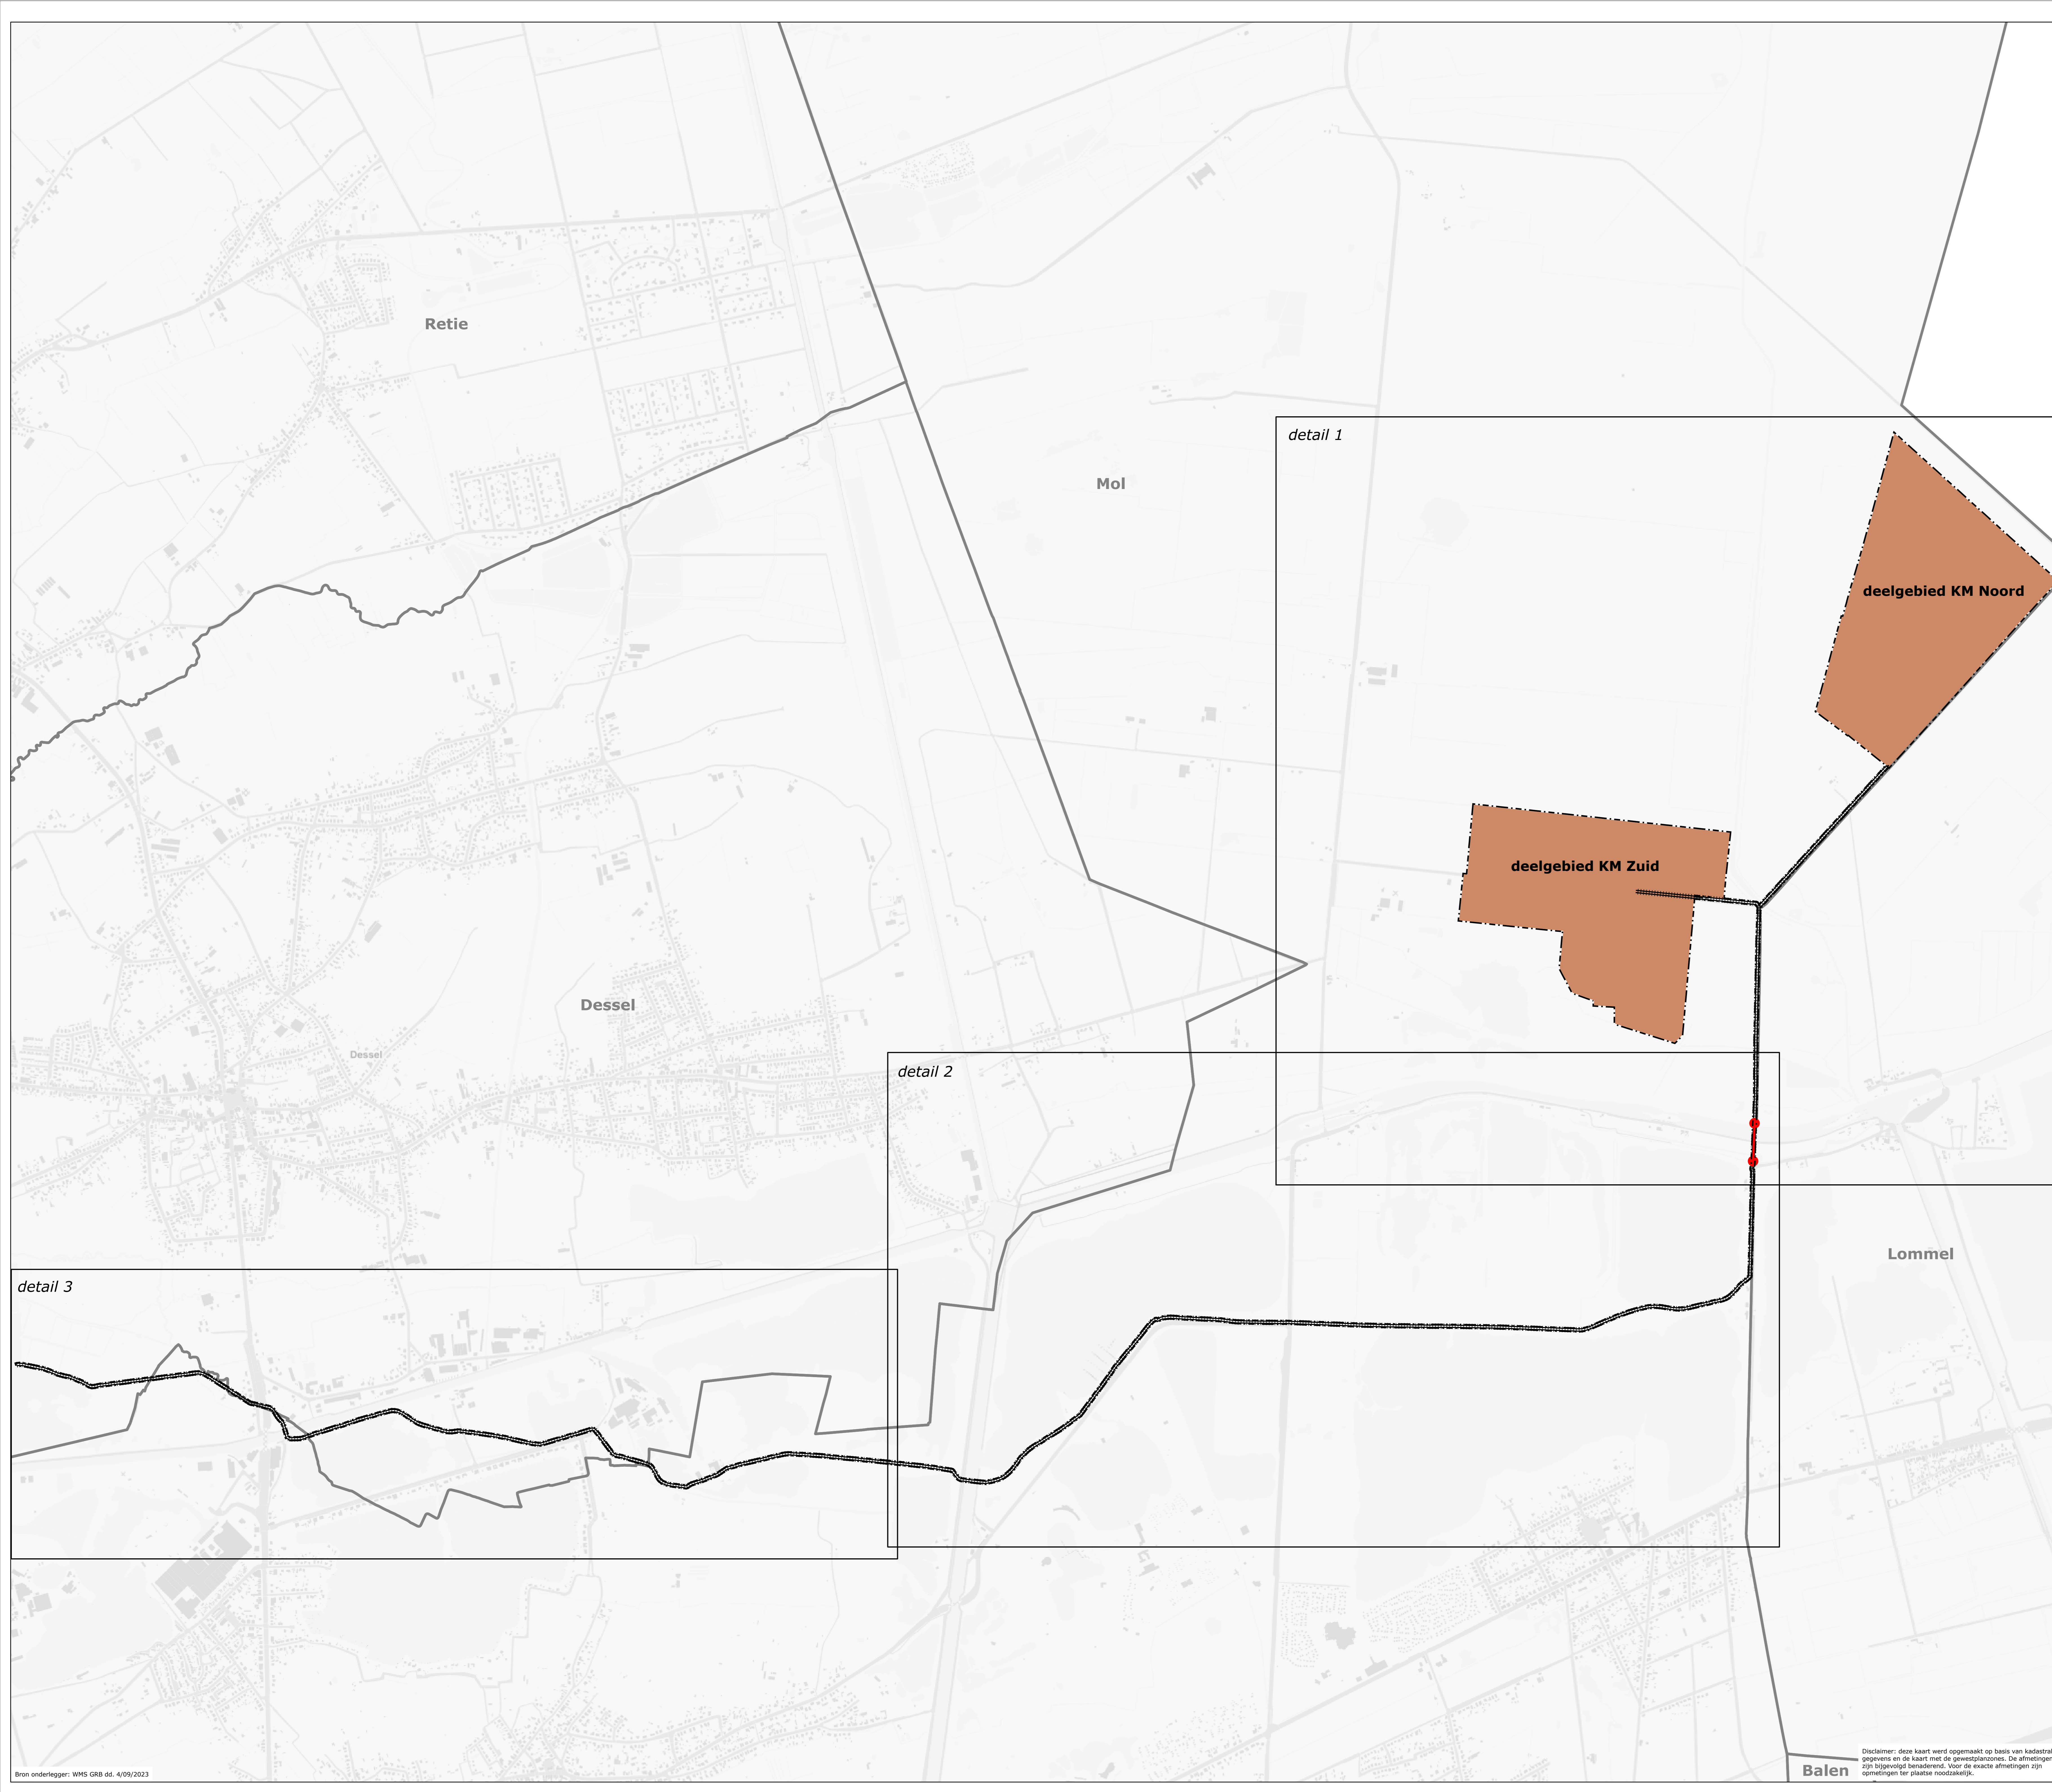 Retie
detail 1
Mol
deelgebied KM Noord
deelgebied KM Zuid
Dessel
Dessel
detail 2
Lommel
detail 3
Disclaimer: deze kaart werd opgemaakt op basis van kadastral
gegevens en de kaart met de gewestplanzones. De afmetingen
zijn bijgevolgd benaderend. Voor de exacte afmetingen zijn
opmetingen ter plaatse noodzakelijk.
Balen
Bron onderlegger: WMS GRB dd. 4/09/2023